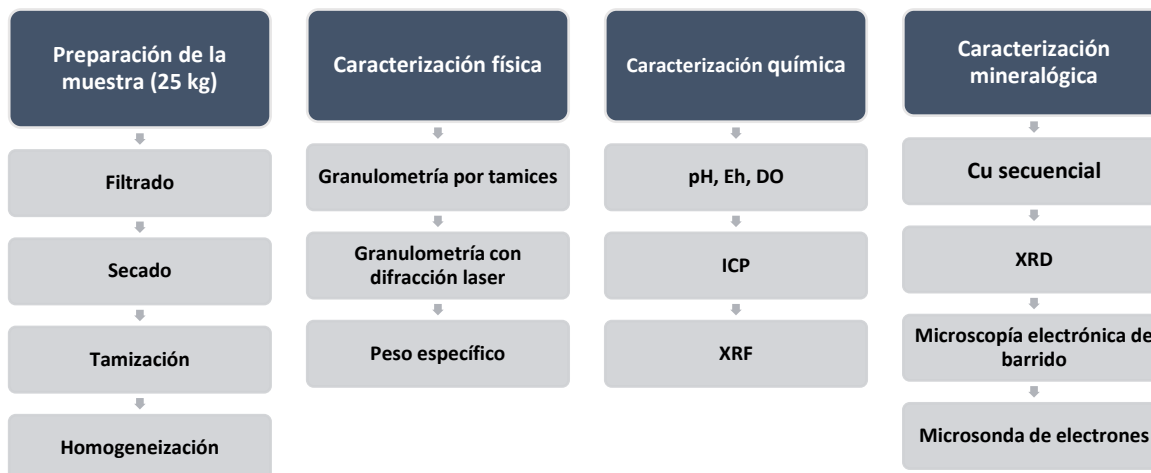 Preparación de la
muestra (25 kg)
Filtrado
Secado
Tamización
Homogeneización
Caracterización física
Granulometría por tamices
Granulometría con
difracción laser
Peso específico
Caracterización química
pH, Eh, DO
ICP
XRF
Caracterización
mineralógica
Cu secuencial
XRD
Microscopía electrónica de
barrido
Microsonda de electrones